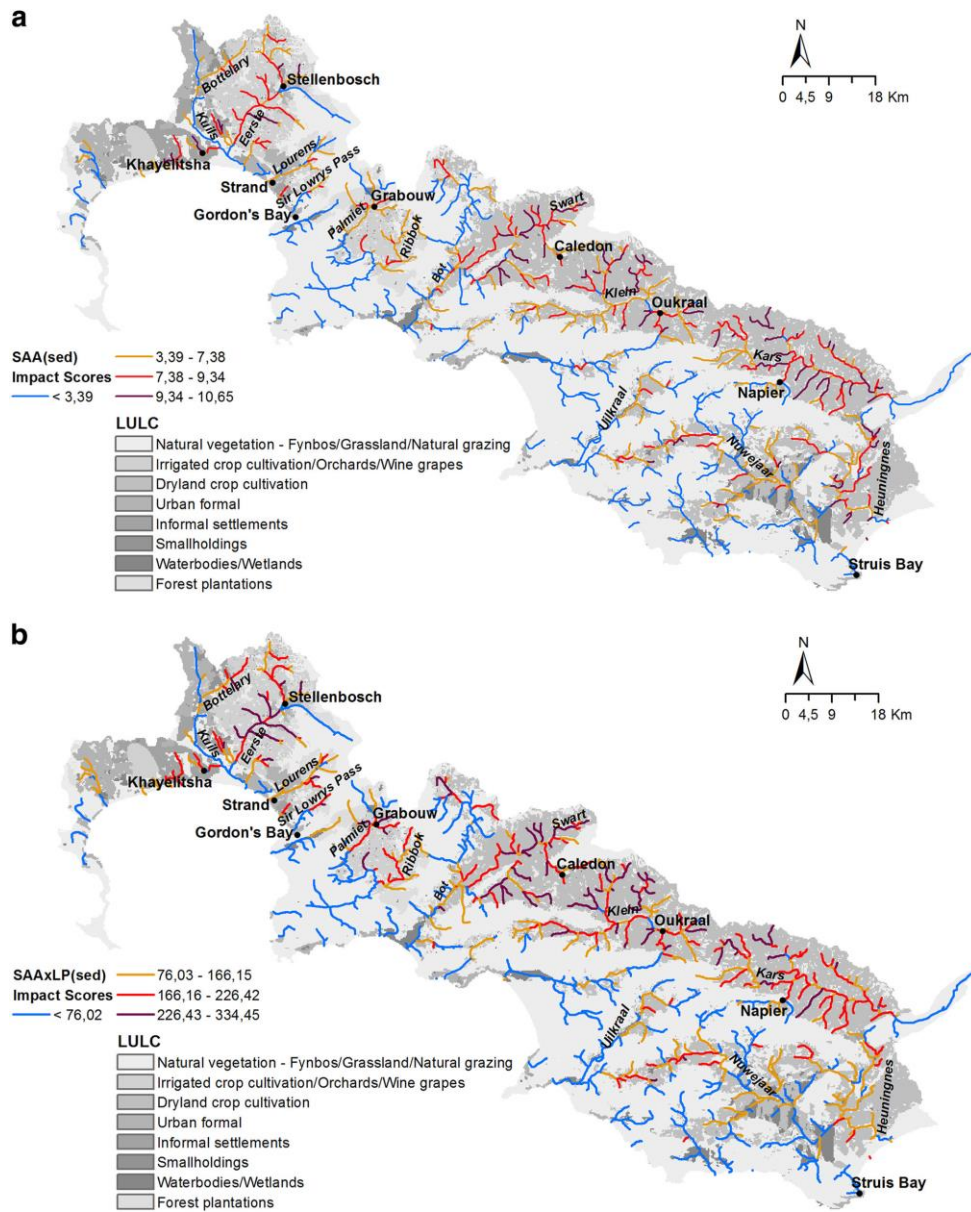 a
N
0 4,5 9 18 Km
Bottelary
Stellenbosch
Kuils
Eerste
Khayelitsha
Lourens
Strand
Sir Lowrys Pass
Gordon's Bay
Grabouw
Palmiet
Ribbok
Swart
Bot
Caledon
Klein
Oukraal
Kars
Napier
Uilkraal
Nuwejaar
Heuningnes
Struis Bay
SAA(sed) 3,39 - 7,38
Impact Scores 7,38 - 9,34
< 3,39 9,34 - 10,65
LULC
Natural vegetation - Fynbos/Grassland/Natural grazing
Irrigated crop cultivation/Orchards/Wine grapes
Dryland crop cultivation
Urban formal
Informal settlements
Smallholdings
Waterbodies/Wetlands
Forest plantations
b
N
0 4,5 9 18 Km
Bottelary
Stellenbosch
Kuils
Eerste
Khayelitsha
Lourens
Strand
Sir Lowrys Pass
Gordon's Bay
Grabouw
Palmiet
Ribbok
Swart
Bot
Caledon
Klein
Oukraal
Kars
Napier
Uilkraal
Nuwejaar
Heuningnes
Struis Bay
SAAxLP(sed) 76,03 - 166,15
Impact Scores 166,16 - 226,42
< 76,02 226,43 - 334,45
LULC
Natural vegetation - Fynbos/Grassland/Natural grazing
Irrigated crop cultivation/Orchards/Wine grapes
Dryland crop cultivation
Urban formal
Informal settlements
Smallholdings
Waterbodies/Wetlands
Forest plantations